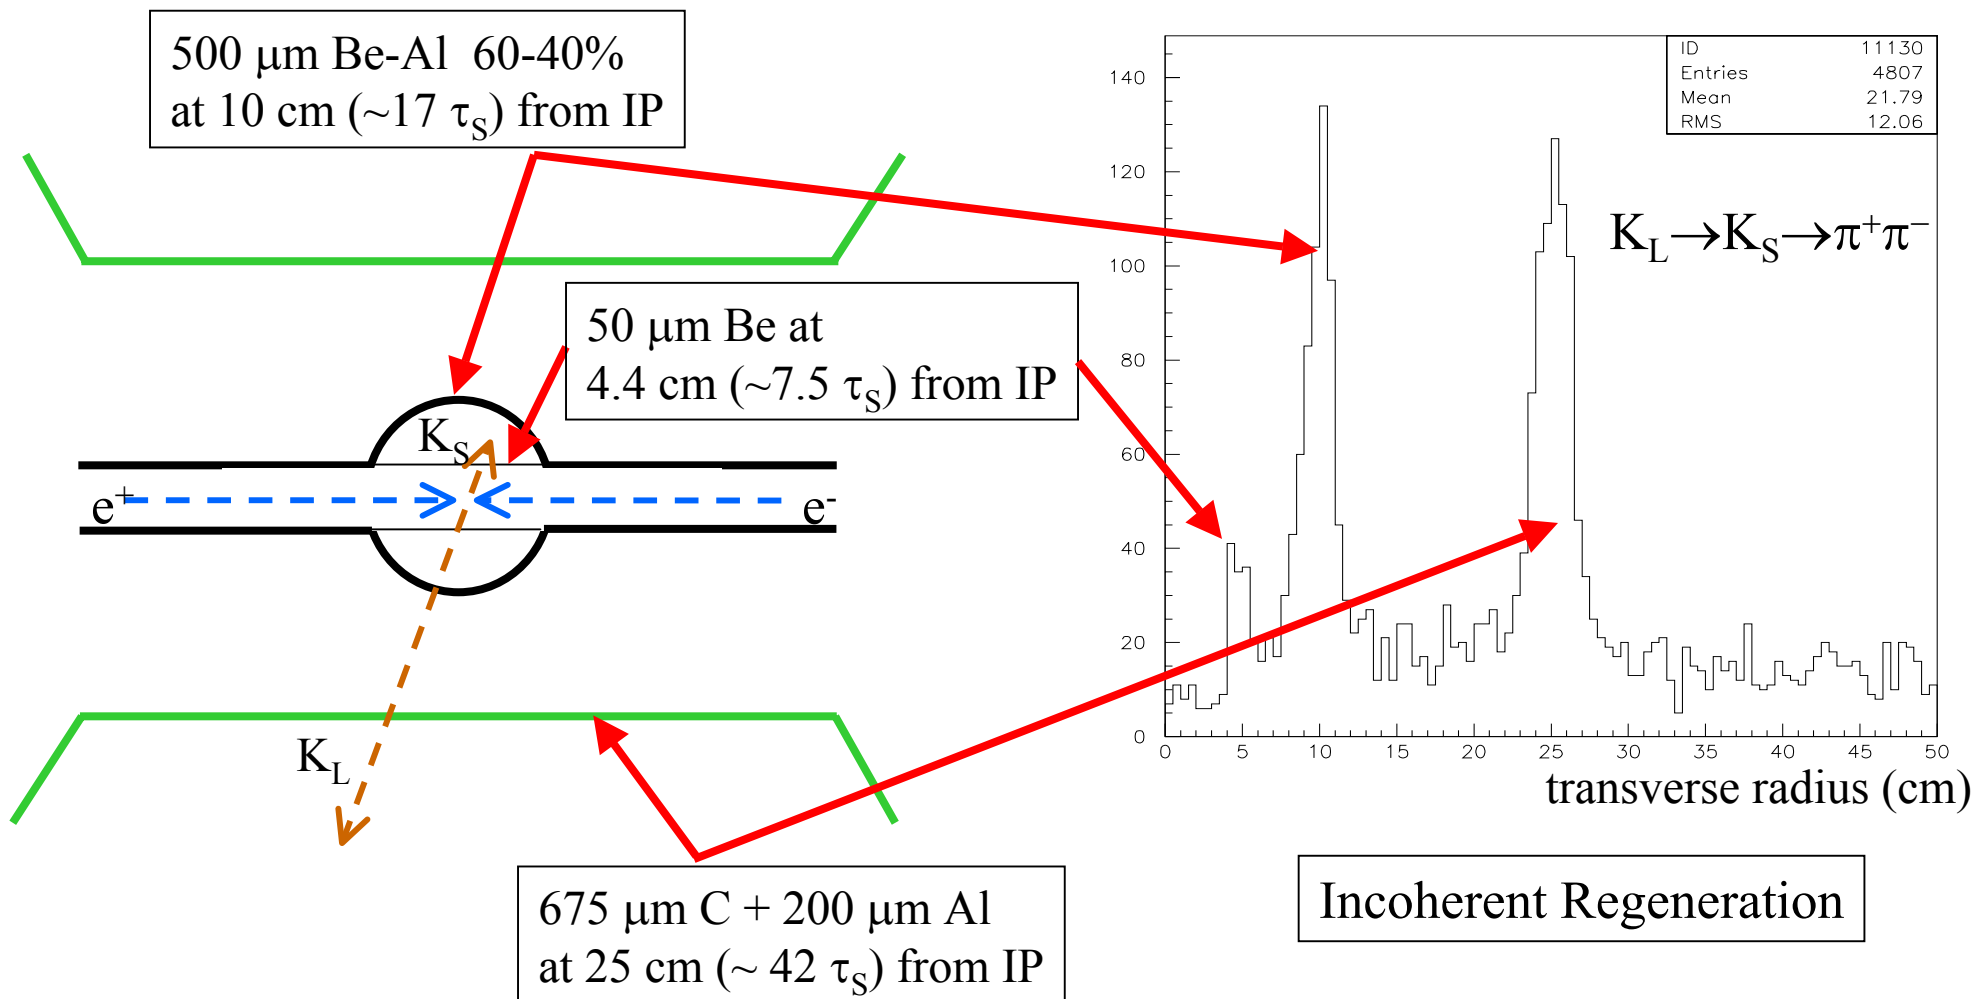 500 μm Be-Al 60-40%
at 10 cm (~17 τS) from IP
50 μm Be at
4.4 cm (~7.5 τS) from IP
KS
e+
e-
KL
675 μm C + 200 μm Al
at 25 cm (~ 42 τS) from IP
ID 11130
Entries 4807
Mean 21.79
RMS 12.06
KL→KS→π+π−
140
120
100
80
60
40
20
0
0 5 10 15 20 25 30 35 40 45 50
transverse radius (cm)
Incoherent Regeneration